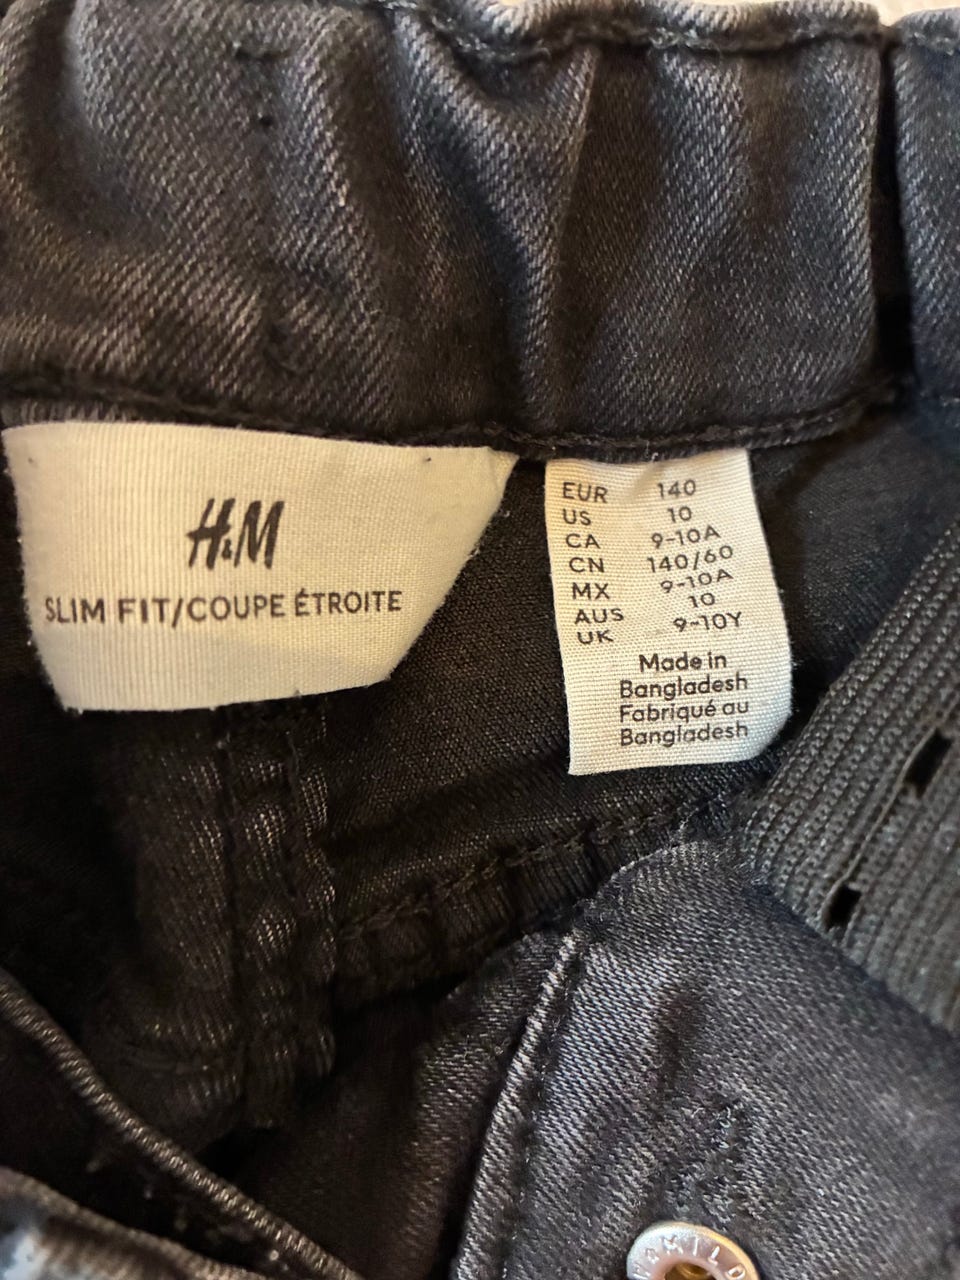 H&M
SLIM FIT/COUPE ÉTROITE
EUR 140
US 10
CA 9-10A
CN 140/60
MX 9-10A
AUS 10
UK 9-10Y
Made in
Bangladesh
Fabriqué au
Bangladesh